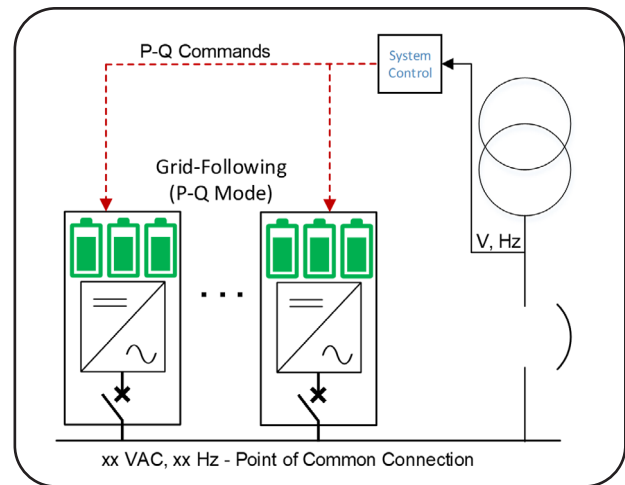 P-Q Commands
System
Control
Grid-Following
(P-Q Mode)
V, Hz
xx VAC, xx Hz - Point of Common Connection